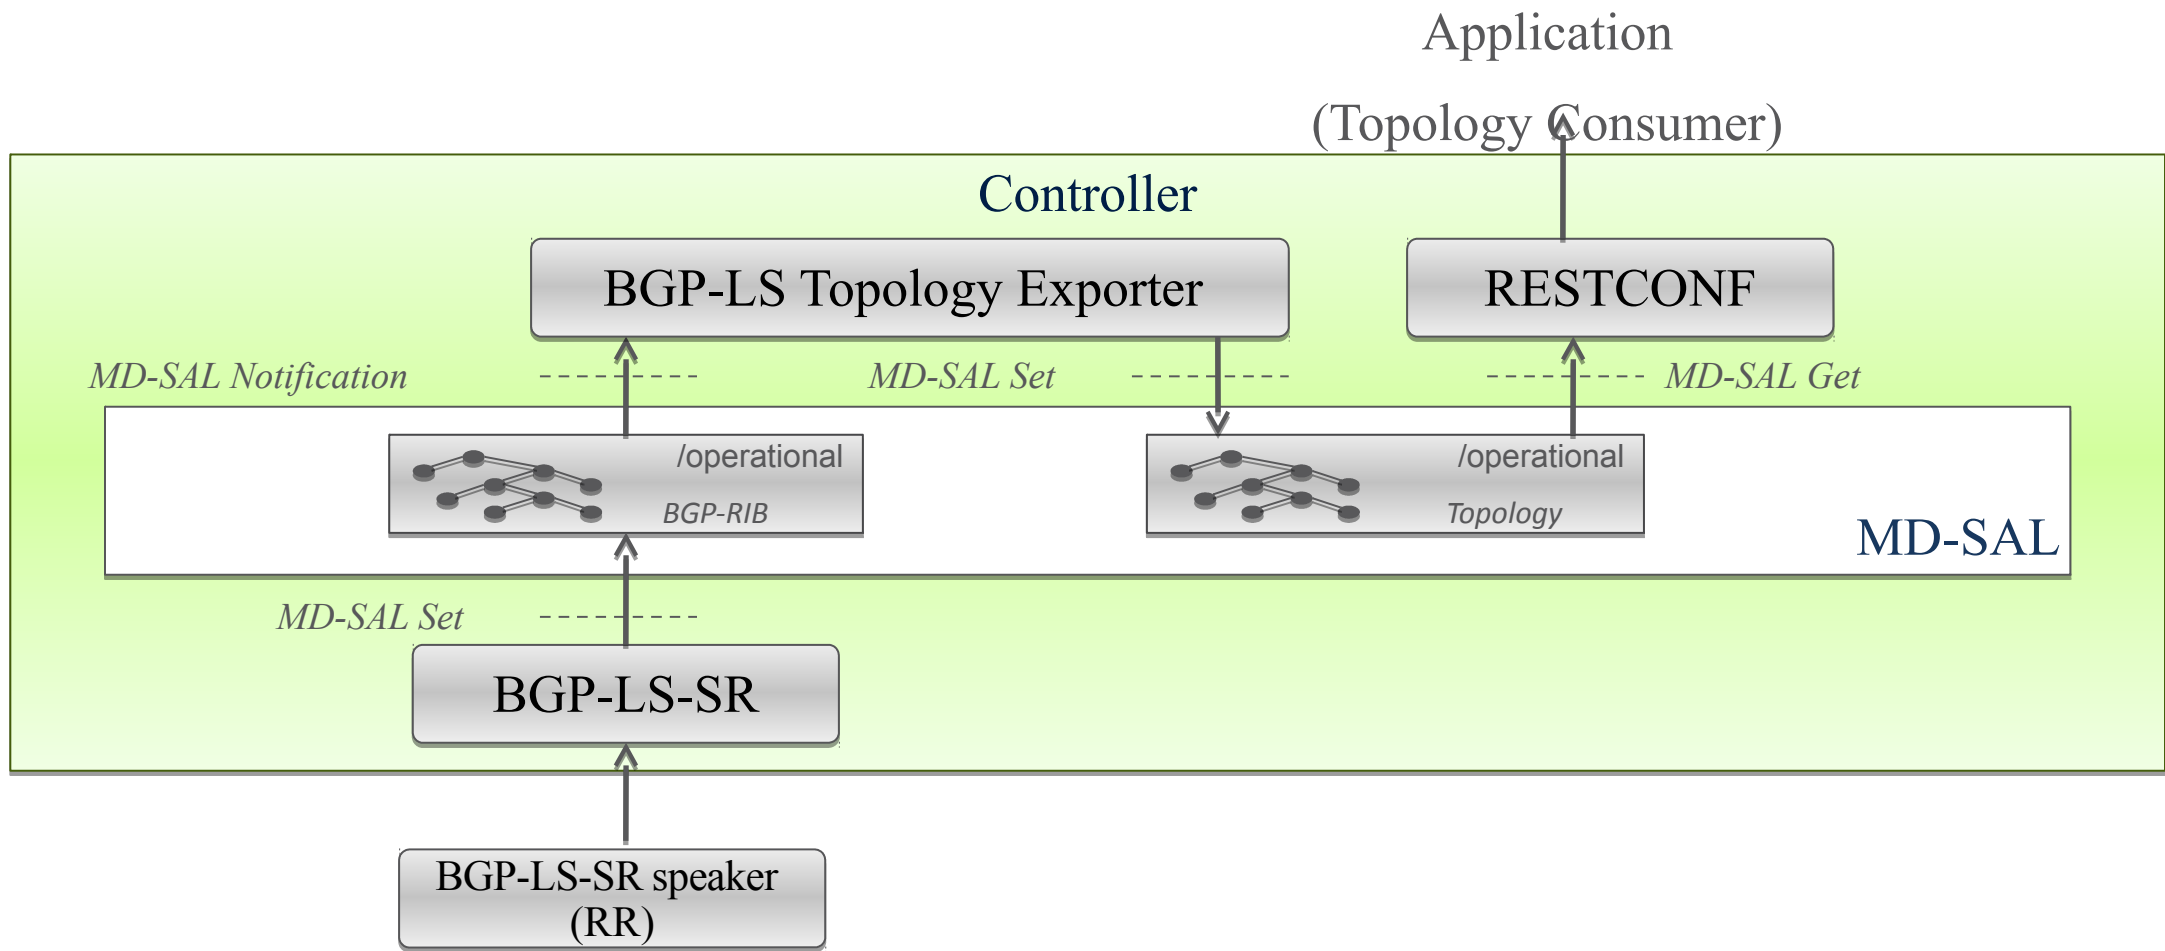 Application
(Topology Consumer)
Controller
BGP-LS Topology Exporter
RESTCONF
MD-SAL Notification
MD-SAL Set
MD-SAL Get
/operational
BGP-RIB
/operational
Topology
MD-SAL
MD-SAL Set
BGP-LS-SR
BGP-LS-SR speaker
(RR)